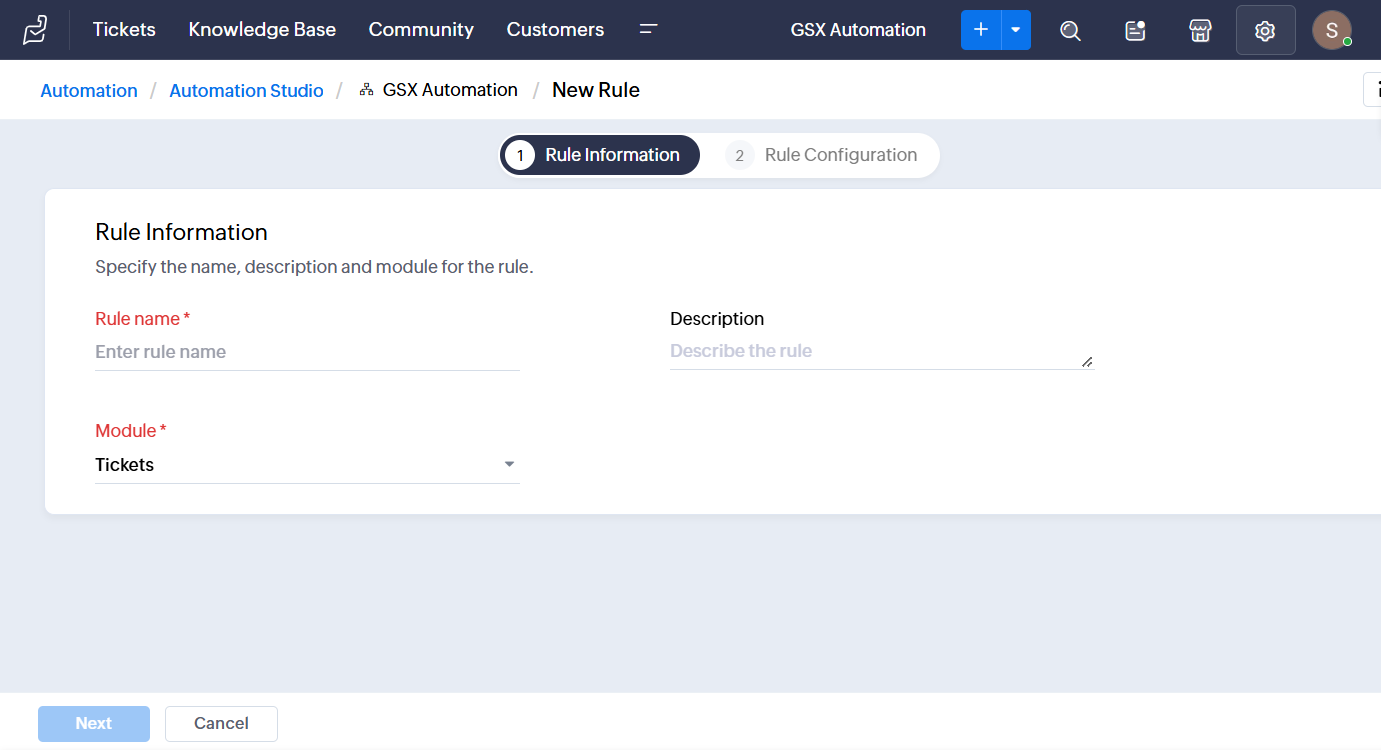 Tickets Knowledge Base Community Customers GSX Automation S
Automation / Automation Studio / GSX Automation / New Rule
1 Rule Information 2 Rule Configuration
Rule Information
Specify the name, description and module for the rule.
Rule name * Description
Enter rule name Describe the rule
Module *
Tickets
Next Cancel